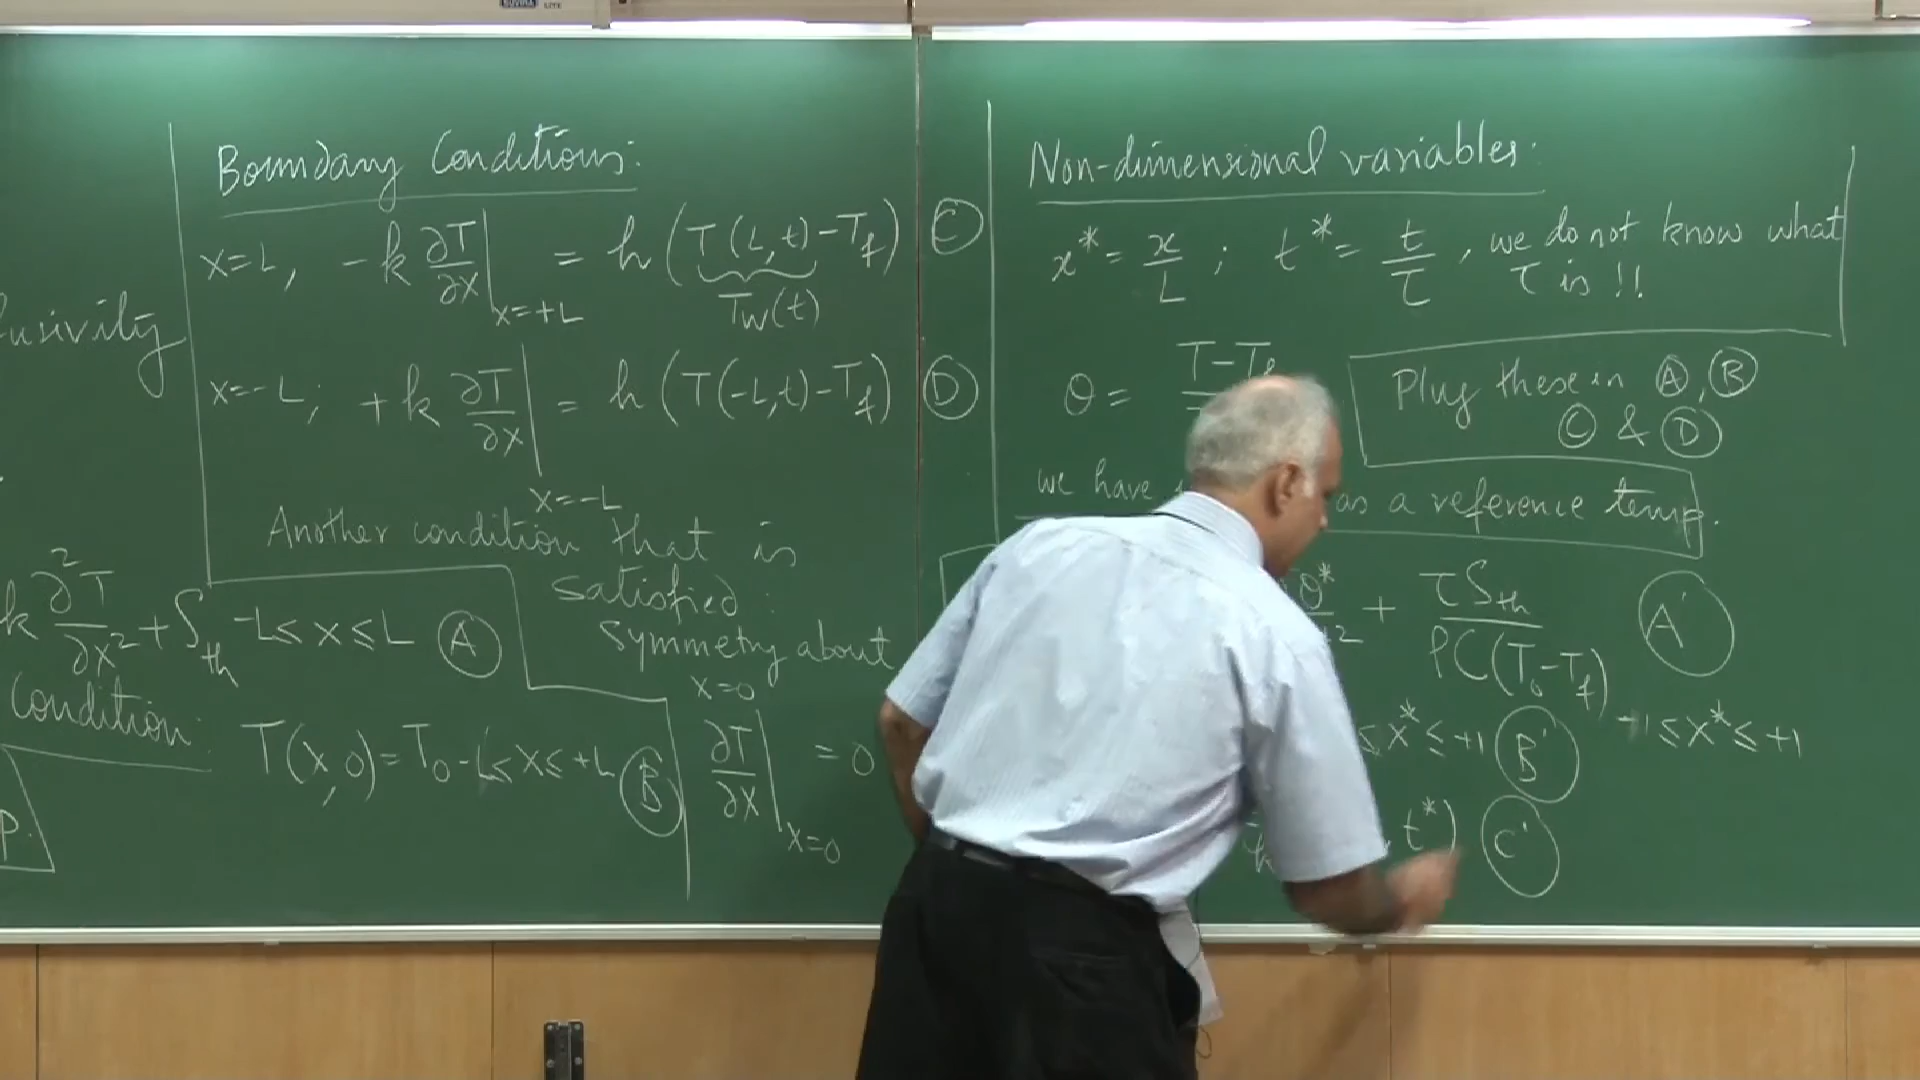 Boundary Conditions:
x=L, -k ∂T/∂x|x=+L = h(T(L,t)-Tf) Ⓒ
Tw(t)
x=-L; +k ∂T/∂x|x=-L = h(T(-L,t)-Tf) Ⓓ
Another condition that is
satisfied:
symmetry about
x=0
∂T/∂x|x=0 = 0
k ∂²T/∂x² + Sth -L≤x≤L Ⓐ
Condition:
T(x,0)=T0 -L≤x≤+L Ⓑ
Non-dimensional variables:
x* = x/L ; t* = t/τ , we do not know what
τ is !!
θ = T-Tf
Plug these in Ⓐ, Ⓑ
Ⓒ & Ⓓ
we have as a reference temp.
+ τSth/ρC(T0-Tf) A'
≤x*≤+1 B' -1≤x*≤+1
t*) C'